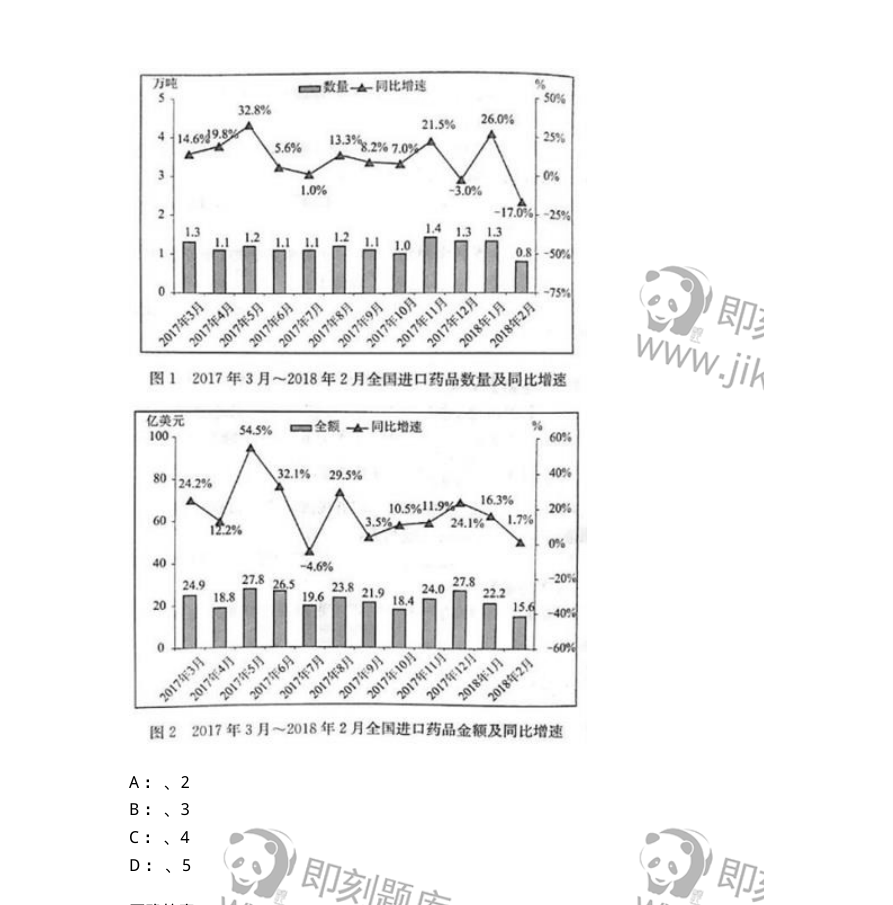 万吨 数量 同比增速 %
5 50%
4 25%
3 0%
2 -25%
1 -50%
0 -75%
14.6% 19.8% 32.8% 5.6% 1.0% 13.3% 8.2% 7.0% 21.5% -3.0% 26.0% -17.0%
1.3 1.1 1.2 1.1 1.1 1.2 1.1 1.0 1.4 1.3 1.3 0.8
2017年3月 2017年4月 2017年5月 2017年6月 2017年7月 2017年8月 2017年9月 2017年10月 2017年11月 2017年12月 2018年1月 2018年2月
图1 2017年3月～2018年2月全国进口药品数量及同比增速
亿美元 金额 同比增速 %
100 60%
80 40%
60 20%
40 0%
20 -20%
0 -40%
-60%
24.2% 12.2% 54.5% 32.1% -4.6% 29.5% 3.5% 10.5% 11.9% 24.1% 16.3% 1.7%
24.9 18.8 27.8 26.5 19.6 23.8 21.9 18.4 24.0 27.8 22.2 15.6
2017年3月 2017年4月 2017年5月 2017年6月 2017年7月 2017年8月 2017年9月 2017年10月 2017年11月 2017年12月 2018年1月 2018年2月
图2 2017年3月～2018年2月全国进口药品金额及同比增速
A： 、2
B： 、3
C： 、4
D： 、5
即刻
www.jik
即刻题库
即刻